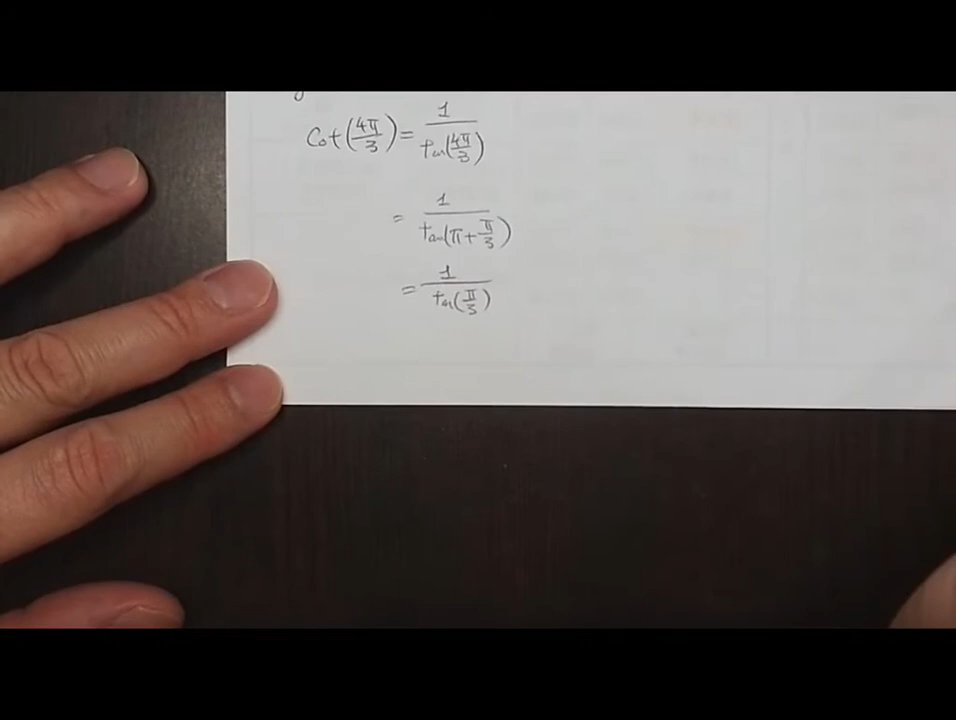 Cot(4π/3) = 1/tan(4π/3)
= 1/tan(π+π/3)
= 1/tan(π/3)